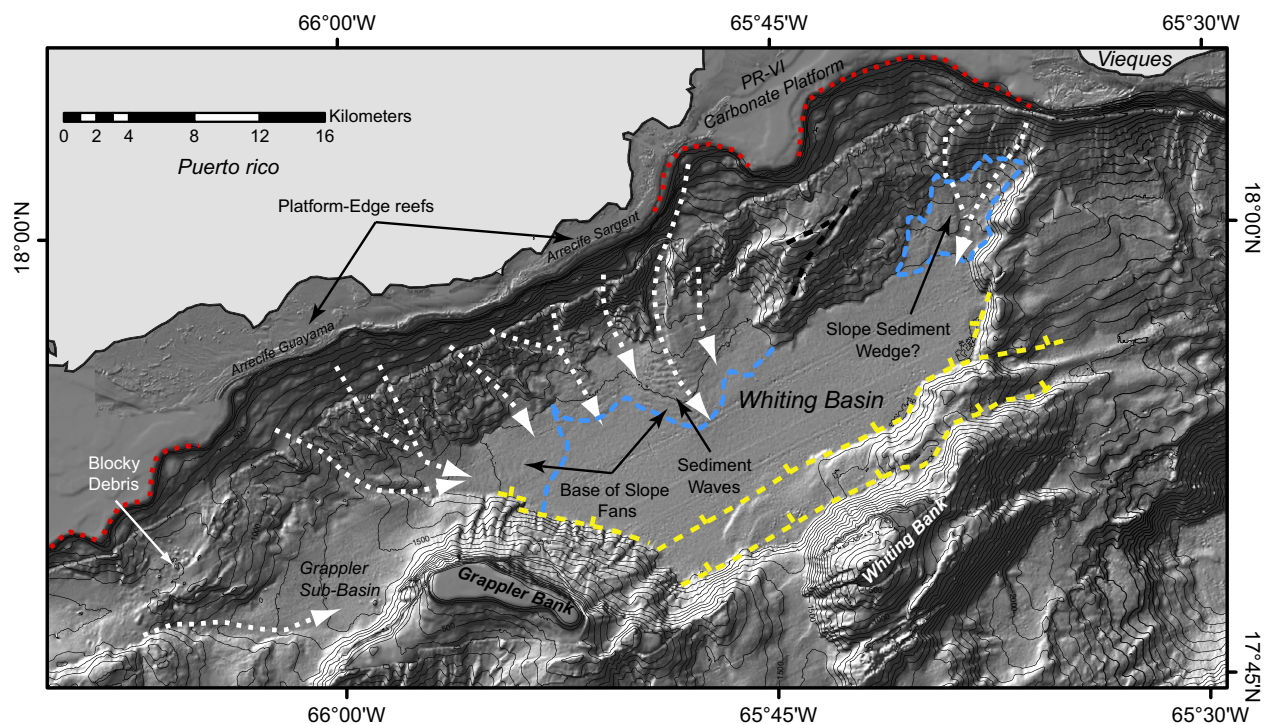 66°00'W
65°45'W
65°30'W
Vieques
PR-VI
Carbonate Platform
Kilometers
0 2 4 8 12 16
Puerto rico
Platform-Edge reefs
Arrecife Sargent
18°00'N
18°00'N
Arrecife Guayama
Slope Sediment
Wedge?
Whiting Basin
Blocky
Debris
Sediment
Waves
Base of Slope
Fans
1500
Grappler
Sub-Basin
Grappler Bank
Whiting Bank
1500
17°45'N
66°00'W
65°45'W
65°30'W